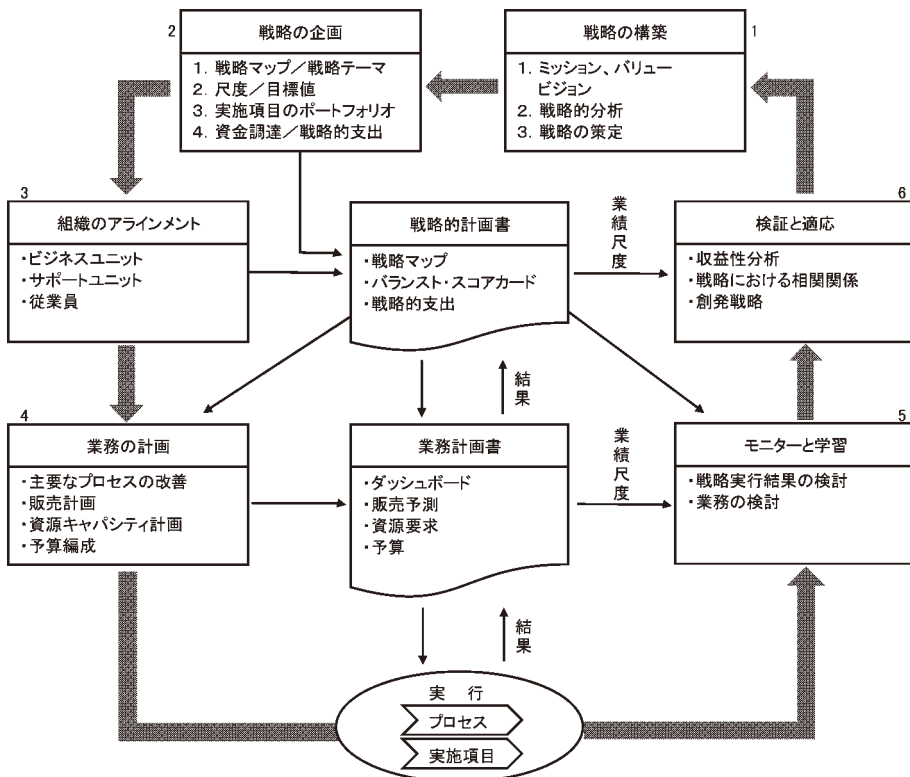 2
戦略の企画
1. 戦略マップ／戦略テーマ
2. 尺度／目標値
3. 実施項目のポートフォリオ
4. 資金調達／戦略的支出
1
戦略の構築
1. ミッション、バリュー
ビジョン
2. 戦略的分析
3. 戦略の策定
3
組織のアラインメント
・ビジネスユニット
・サポートユニット
・従業員
戦略的計画書
・戦略マップ
・バランスト・スコアカード
・戦略的支出
業績尺度
6
検証と適応
・収益性分析
・戦略における相関関係
・創発戦略
結果
4
業務の計画
・主要なプロセスの改善
・販売計画
・資源キャパシティ計画
・予算編成
業務計画書
・ダッシュボード
・販売予測
・資源要求
・予算
業績尺度
5
モニターと学習
・戦略実行結果の検討
・業務の検討
結果
実 行
プロセス
実施項目